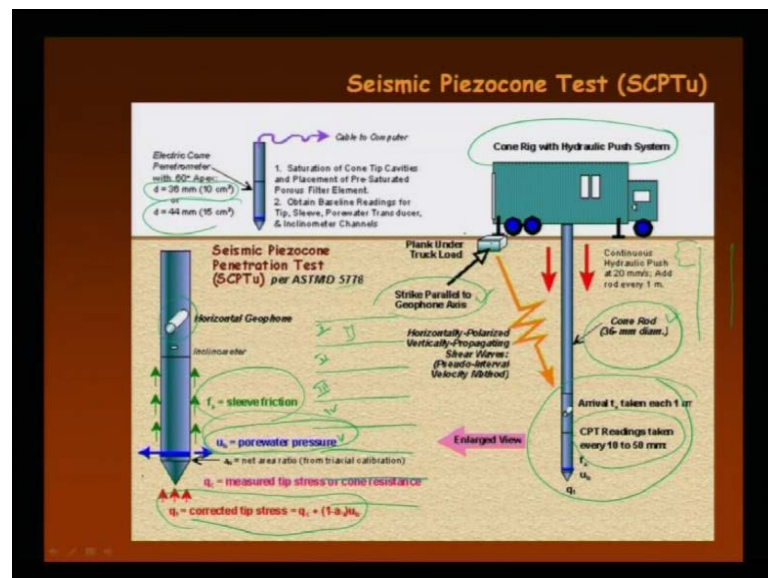 Seismic Piezocone Test (SCPTu)
Cable to Computer
Electric Cone
Penetrometer
with 60° Apex:
d = 36 mm (10 cm²)
or
d = 44 mm (15 cm²)
1. Saturation of Cone Tip Cavities
and Placement of Pre-Saturated
Porous Filter Element.
2. Obtain Baseline Readings for
Tip, Sleeve, Porewater Transducer,
& Inclinometer Channels
Cone Rig with Hydraulic Push System
Seismic Piezocone
Penetration Test
(SCPTu) per ASTMD 5778
Plank Under
Truck Load
Continuous
Hydraulic Push
at 20 mm/s; Add
rod every 1 m.
Strike Parallel to
Geophone Axis
Horizontal Geophone
Inclinometer
Horizontally-Polarized
Vertically-Propagating
Shear Waves:
(Pseudo-Interval
Velocity Method)
Cone Rod
(36- mm diam.)
fs = sleeve friction
ub = porewater pressure
an = net area ratio (from triaxial calibration)
qc = measured tip stress or cone resistance
qt = corrected tip stress = qc + (1-an)ub
Enlarged View
Arrival ts taken each 1 m
CPT Readings taken
every 10 to 50 mm:
fs
ub
qt